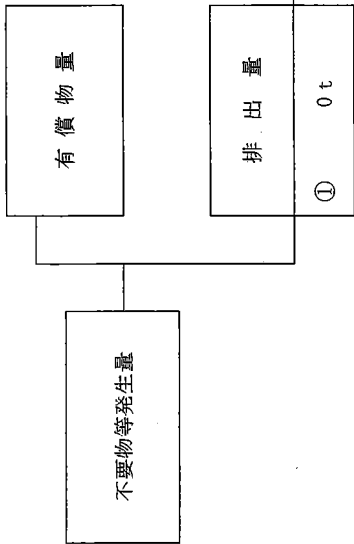 不要物等発生量
有償物量
排出量
① 0t